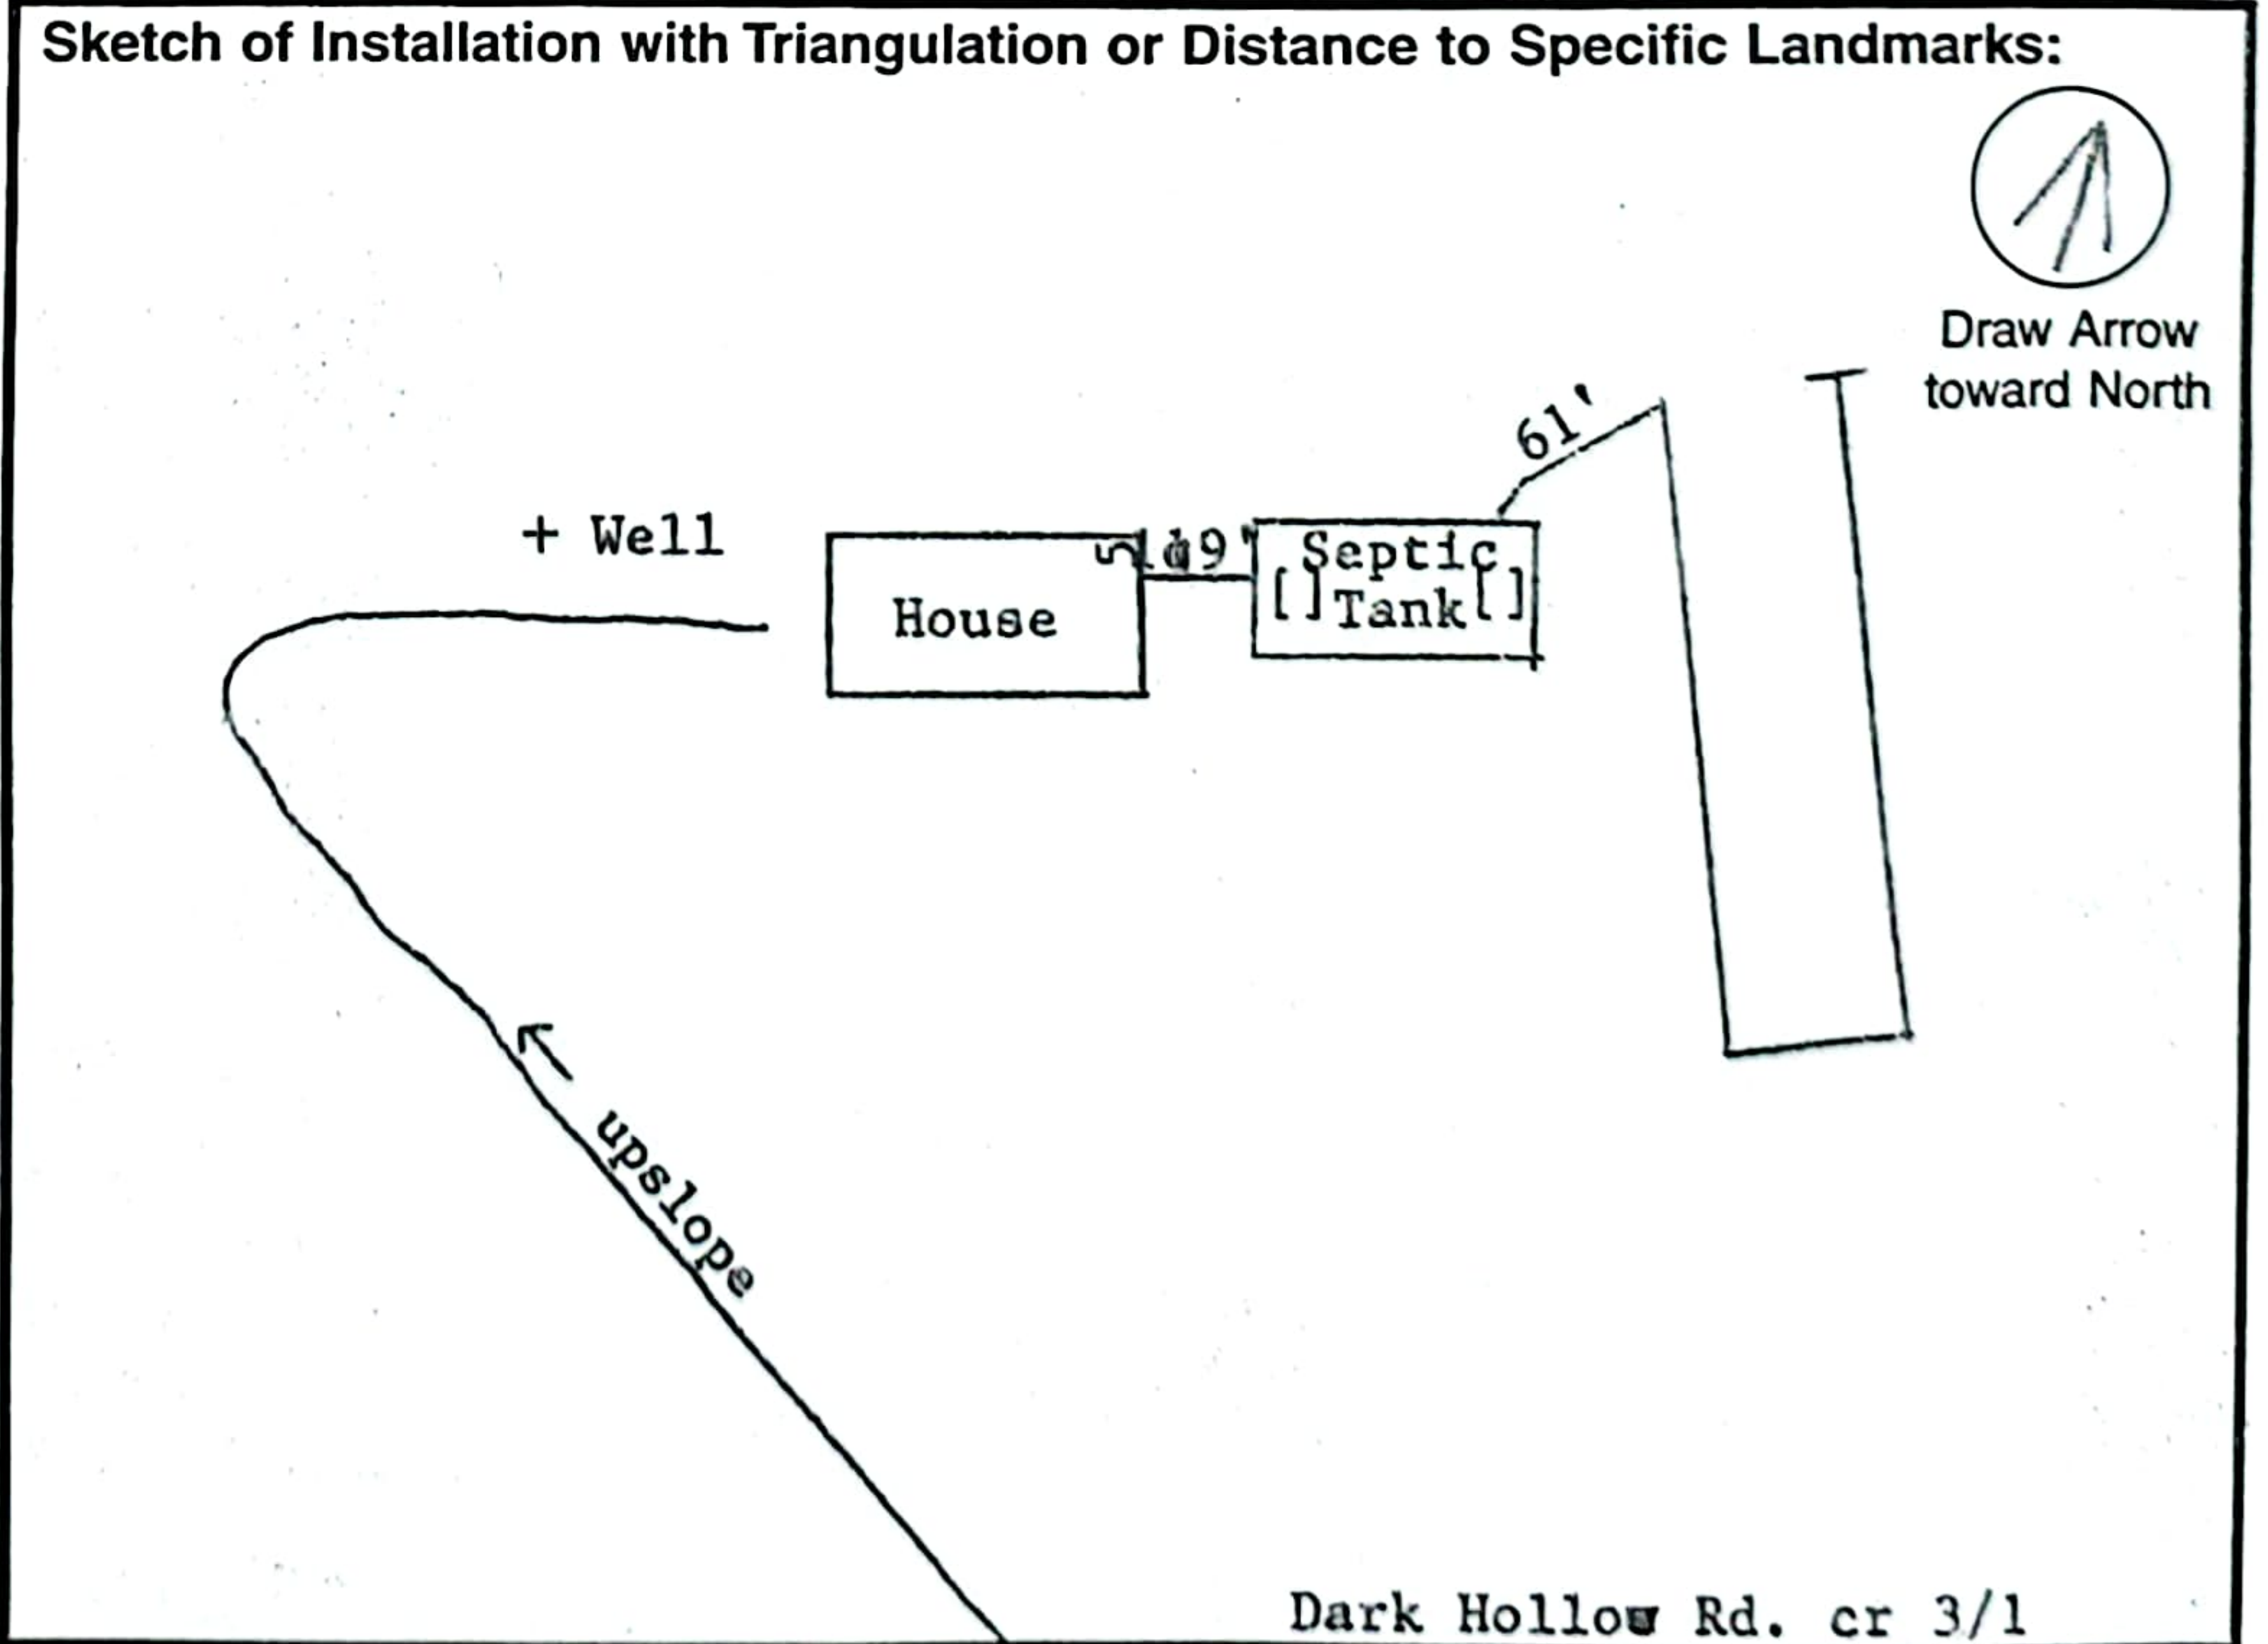 Sketch of Installation with Triangulation or Distance to Specific Landmarks:
Draw Arrow
toward North
61'
+ Well
Septic
[] Tank []
House
upslope
Dark Hollow Rd. cr 3/1